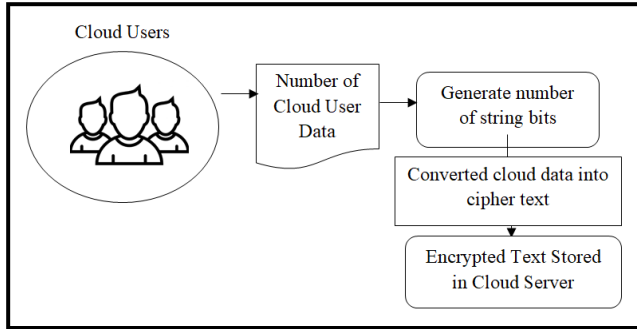 Cloud Users
Number of
Cloud User
Data
Generate number
of string bits
Converted cloud data into
cipher text
Encrypted Text Stored
in Cloud Server